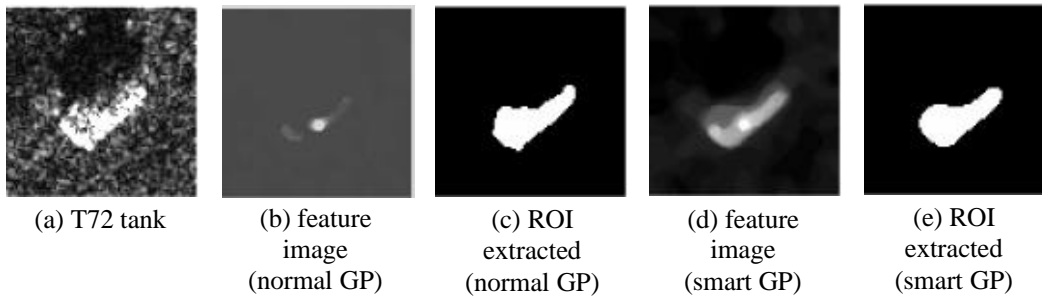 (a) T72 tank
(b) feature
image
(normal GP)
(c) ROI
extracted
(normal GP)
(d) feature
image
(smart GP)
(e) ROI
extracted
(smart GP)